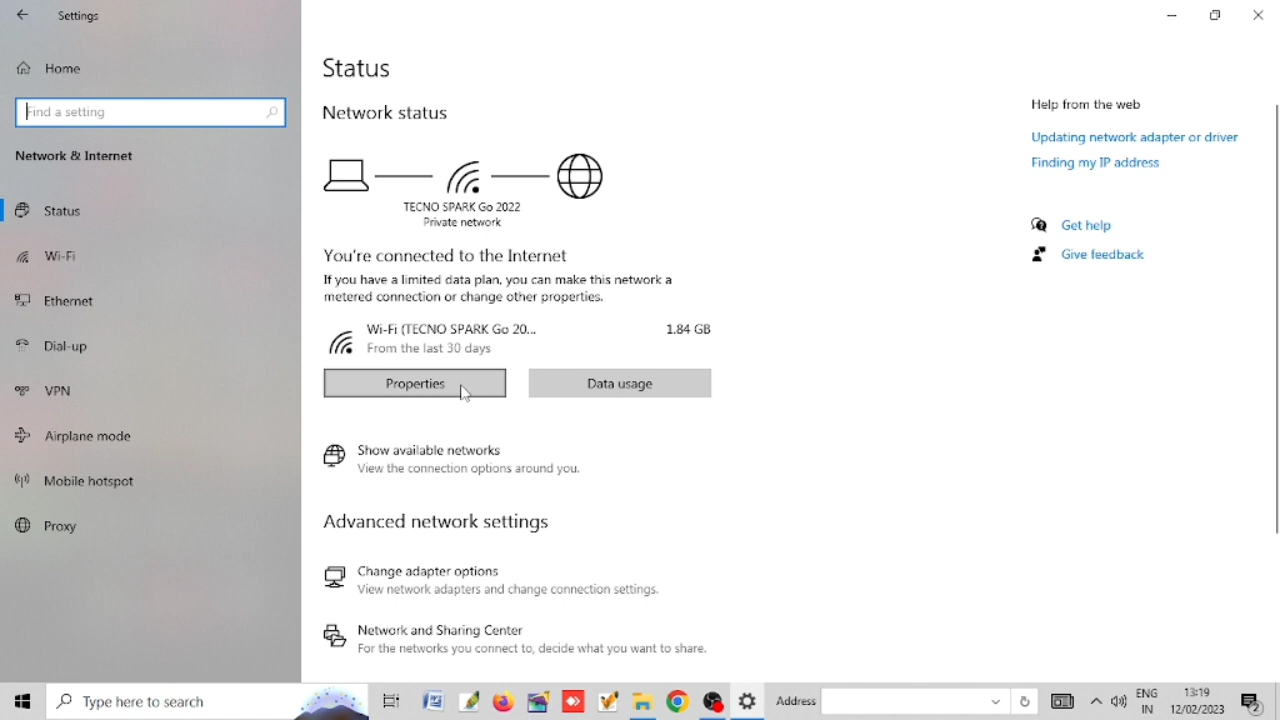 Settings
Home
Find a setting
Network & Internet
Status
Wi-Fi
Ethernet
Dial-up
VPN
Airplane mode
Mobile hotspot
Proxy
Status
Network status
TECNO SPARK Go 2022
Private network
You're connected to the Internet
If you have a limited data plan, you can make this network a
metered connection or change other properties.
Wi-Fi (TECNO SPARK Go 20... 1.84 GB
From the last 30 days
Properties Data usage
Show available networks
View the connection options around you.
Advanced network settings
Change adapter options
View network adapters and change connection settings.
Network and Sharing Center
For the networks you connect to, decide what you want to share.
Help from the web
Updating network adapter or driver
Finding my IP address
Get help
Give feedback
Type here to search
Address
ENG
IN
13:19
12/02/2023
2